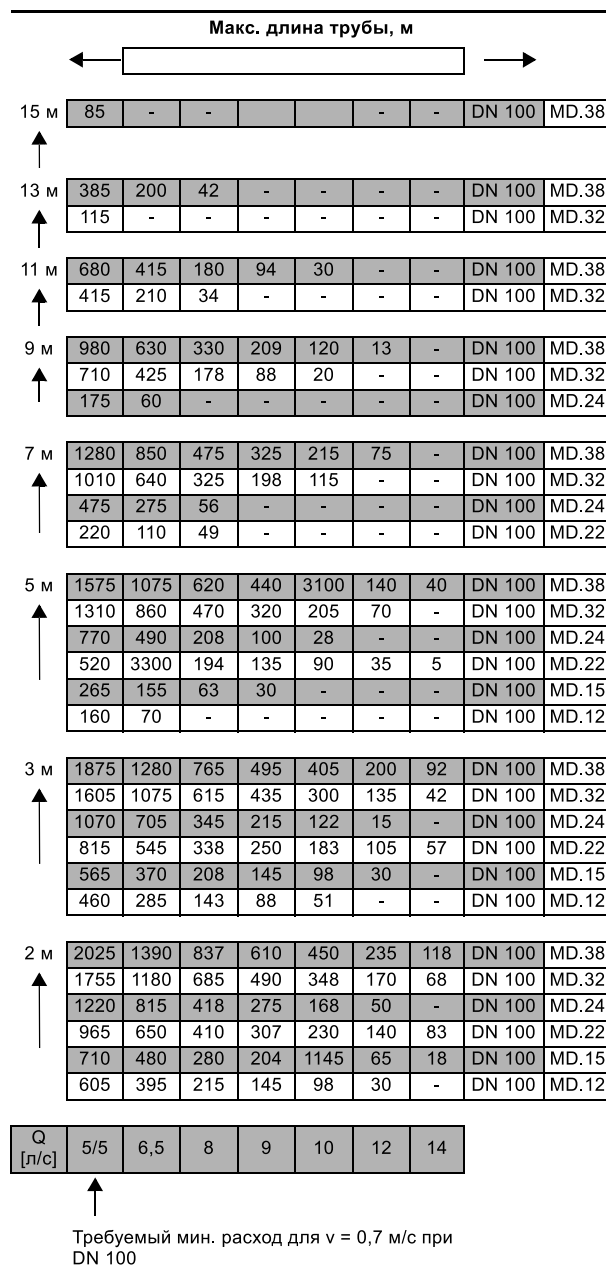 Макс. длина трубы, м
15 м 85 - - - - DN 100 MD.38
13 м 385 200 42 - - - - DN 100 MD.38
115 - - - - - - DN 100 MD.32
11 м 680 415 180 94 30 - - DN 100 MD.38
415 210 34 - - - - DN 100 MD.32
9 м 980 630 330 209 120 13 - DN 100 MD.38
710 425 178 88 20 - - DN 100 MD.32
175 60 - - - - - DN 100 MD.24
7 м 1280 850 475 325 215 75 - DN 100 MD.38
1010 640 325 198 115 - - DN 100 MD.32
475 275 56 - - - - DN 100 MD.24
220 110 49 - - - - DN 100 MD.22
5 м 1575 1075 620 440 3100 140 40 DN 100 MD.38
1310 860 470 320 205 70 - DN 100 MD.32
770 490 208 100 28 - - DN 100 MD.24
520 3300 194 135 90 35 5 DN 100 MD.22
265 155 63 30 - - - DN 100 MD.15
160 70 - - - - - DN 100 MD.12
3 м 1875 1280 765 495 405 200 92 DN 100 MD.38
1605 1075 615 435 300 135 42 DN 100 MD.32
1070 705 345 215 122 15 - DN 100 MD.24
815 545 338 250 183 105 57 DN 100 MD.22
565 370 208 145 98 30 - DN 100 MD.15
460 285 143 88 51 - - DN 100 MD.12
2 м 2025 1390 837 610 450 235 118 DN 100 MD.38
1755 1180 685 490 348 170 68 DN 100 MD.32
1220 815 418 275 168 50 - DN 100 MD.24
965 650 410 307 230 140 83 DN 100 MD.22
710 480 280 204 1145 65 18 DN 100 MD.15
605 395 215 145 98 30 - DN 100 MD.12
Q [л/с] 5/5 6,5 8 9 10 12 14
Требуемый мин. расход для v = 0,7 м/с при
DN 100